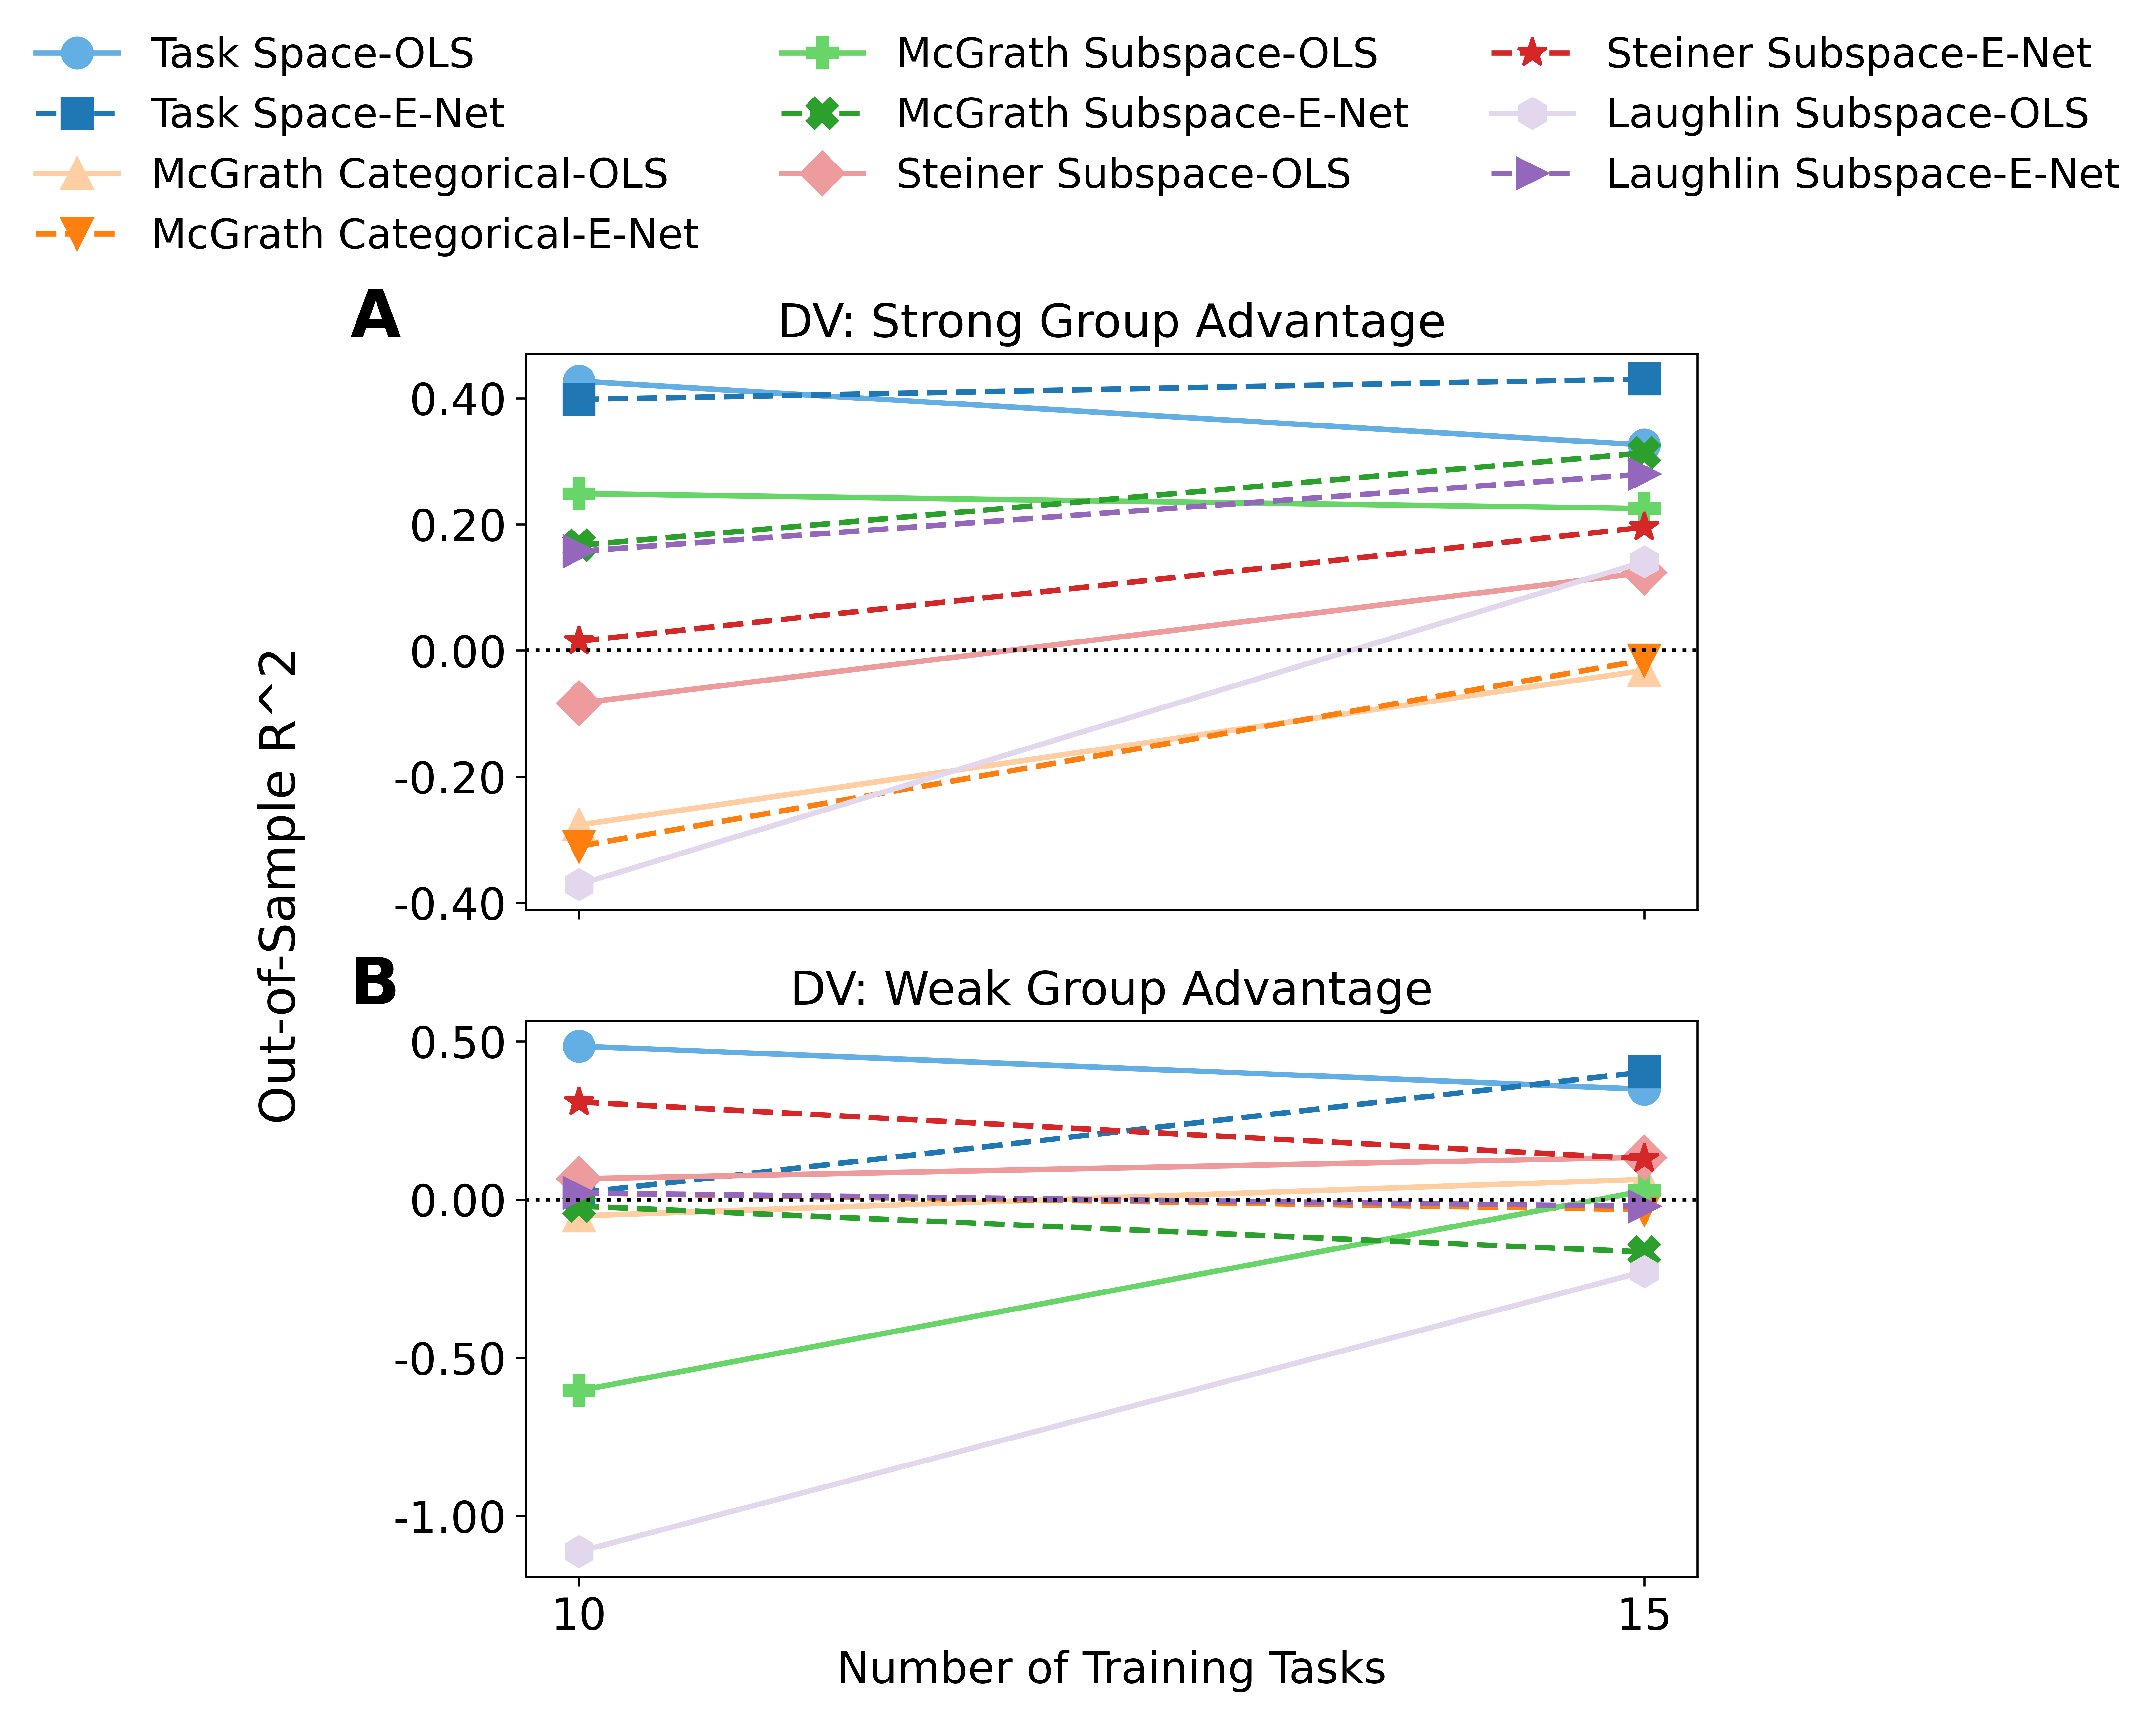 Task Space-OLS
Task Space-E-Net
McGrath Categorical-OLS
McGrath Categorical-E-Net
McGrath Subspace-OLS
McGrath Subspace-E-Net
Steiner Subspace-OLS
Steiner Subspace-E-Net
Laughlin Subspace-OLS
Laughlin Subspace-E-Net
A
DV: Strong Group Advantage
0.40
0.20
0.00
-0.20
-0.40
Out-of-Sample R^2
B
DV: Weak Group Advantage
0.50
0.00
-0.50
-1.00
10
15
Number of Training Tasks